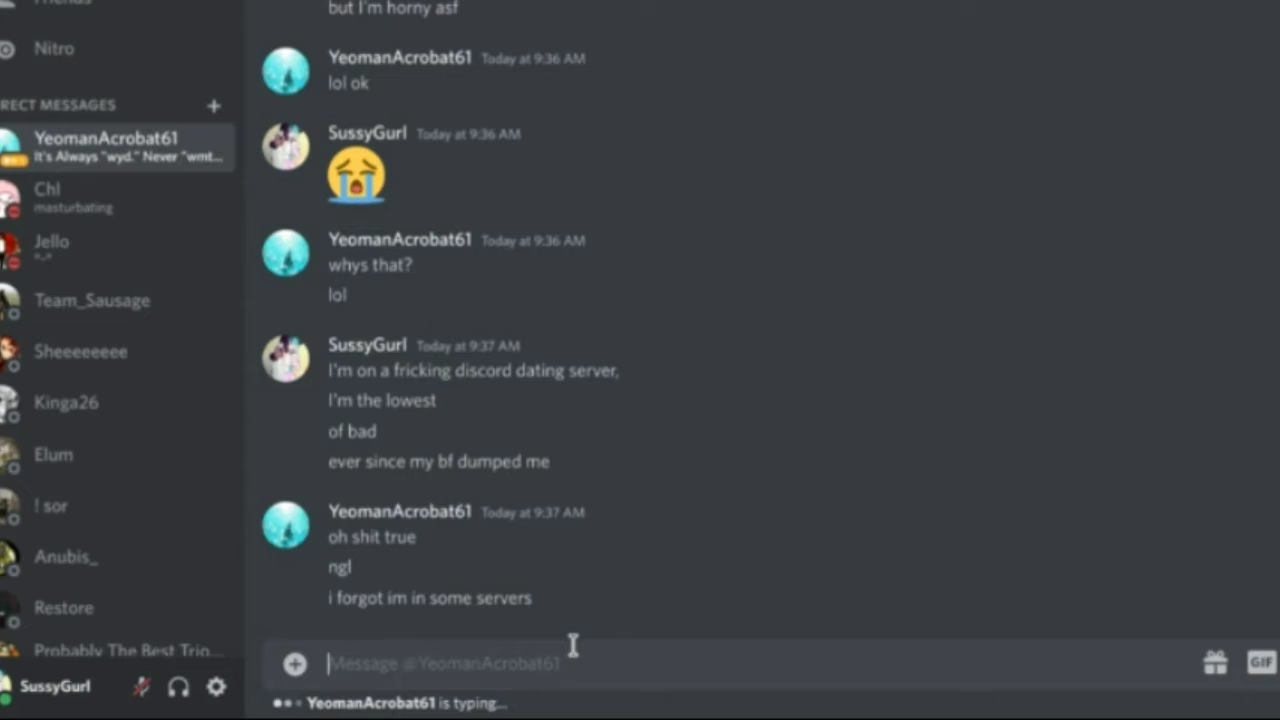 Friends
but I'm horny asf
Nitro
YeomanAcrobat61 Today at 9:36 AM
lol ok
RECT MESSAGES +
YeomanAcrobat61
It's Always "wyd." Never "wmt...
SussyGurl Today at 9:36 AM
Chl
masturbating
Jello
^-^
YeomanAcrobat61 Today at 9:36 AM
whys that?
lol
Team_Sausage
Sheeeeeeee
SussyGurl Today at 9:37 AM
I'm on a fricking discord dating server,
I'm the lowest
of bad
ever since my bf dumped me
Kinga26
Elum
! sor
YeomanAcrobat61 Today at 9:37 AM
oh shit true
ngl
i forgot im in some servers
Anubis_
Restore
Probably The Best Trio...
Message @YeomanAcrobat61
GIF
SussyGurl
YeomanAcrobat61 is typing...